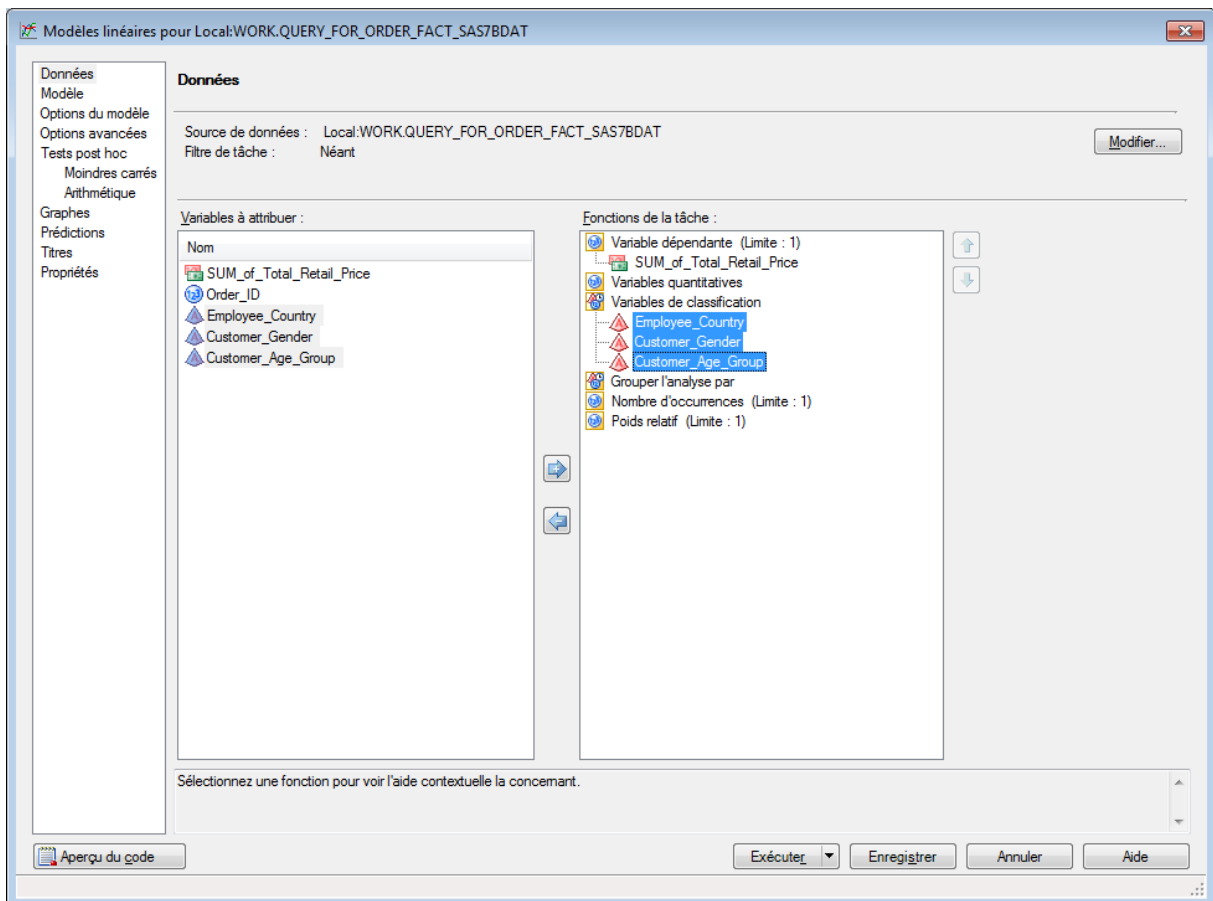 Modèles linéaires pour Local:WORK.QUERY_FOR_ORDER_FACT_SAS7BDAT
Données
Modèle
Options du modèle
Options avancées
Tests post hoc
Moindres carrés
Arithmétique
Graphes
Prédictions
Titres
Propriétés
Données
Source de données : Local:WORK.QUERY_FOR_ORDER_FACT_SAS7BDAT
Filtre de tâche : Néant
Modifier...
Variables à attribuer :
Nom
SUM_of_Total_Retail_Price
Order_ID
Employee_Country
Customer_Gender
Customer_Age_Group
Fonctions de la tâche :
Variable dépendante (Limite : 1)
SUM_of_Total_Retail_Price
Variables quantitatives
Variables de classification
Employee_Country
Customer_Gender
Customer_Age_Group
Grouper l'analyse par
Nombre d'occurrences (Limite : 1)
Poids relatif (Limite : 1)
Sélectionnez une fonction pour voir l'aide contextuelle la concernant.
Aperçu du code
Exécuter
Enregistrer
Annuler
Aide